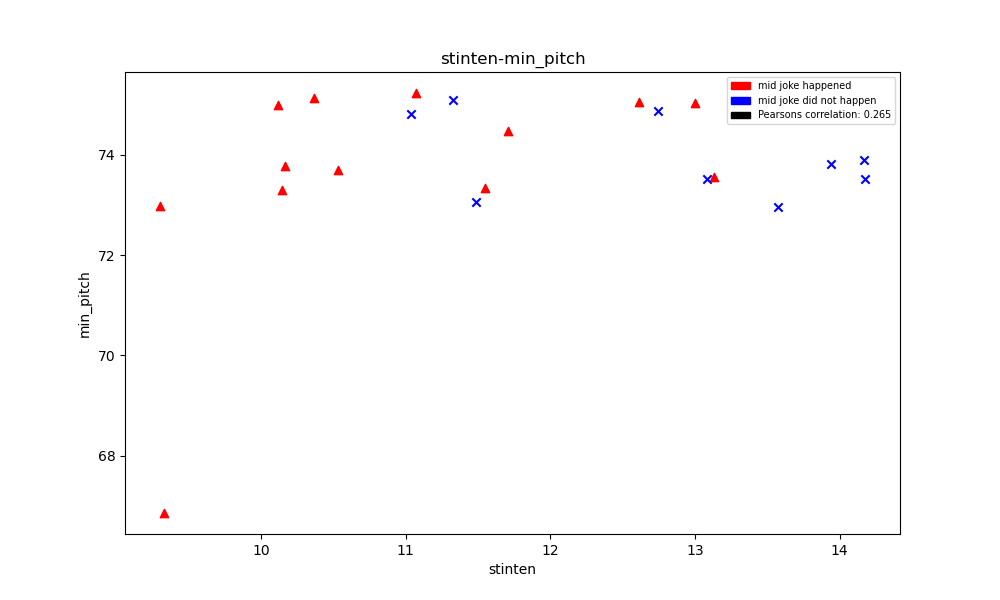 stinten-min_pitch
mid joke happened
mid joke did not happen
Pearsons correlation: 0.265
min_pitch
74
72
70
68
10
11
12
13
14
stinten